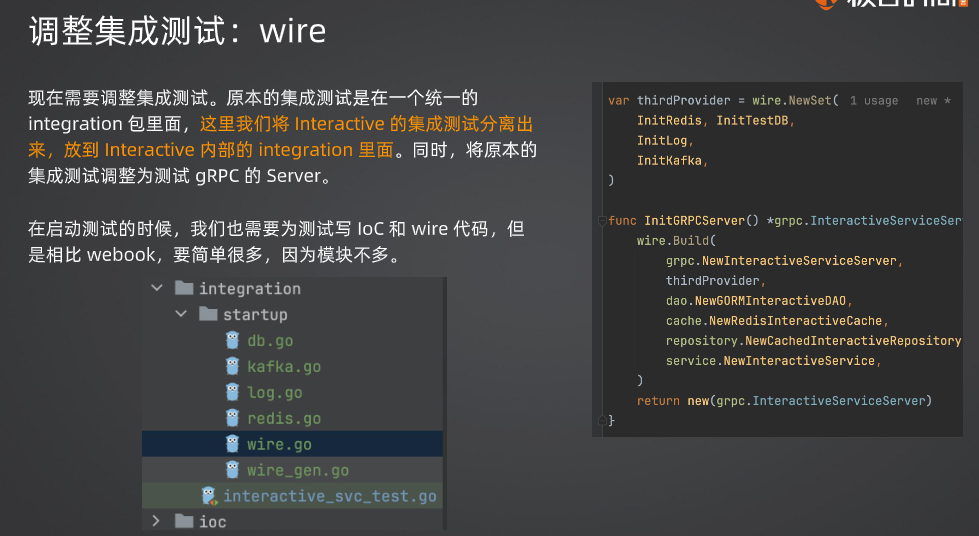 调整集成测试：wire
现在需要调整集成测试。原本的集成测试是在一个统一的
integration 包里面，这里我们将 Interactive 的集成测试分离出
来，放到 Interactive 内部的 integration 里面。同时，将原本的
集成测试调整为测试 gRPC 的 Server。
在启动测试的时候，我们也需要为测试写 IoC 和 wire 代码，但
是相比 webook，要简单很多，因为模块不多。
integration
startup
db.go
kafka.go
log.go
redis.go
wire.go
wire_gen.go
interactive_svc_test.go
ioc
var thirdProvider = wire.NewSet( 1 usage new *
InitRedis, InitTestDB,
InitLog,
InitKafka,
)
func InitGRPCServer() *grpc.InteractiveServiceSer
wire.Build(
grpc.NewInteractiveServiceServer,
thirdProvider,
dao.NewGORMInteractiveDAO,
cache.NewRedisInteractiveCache,
repository.NewCachedInteractiveRepository
service.NewInteractiveService,
)
return new(grpc.InteractiveServiceServer)
}